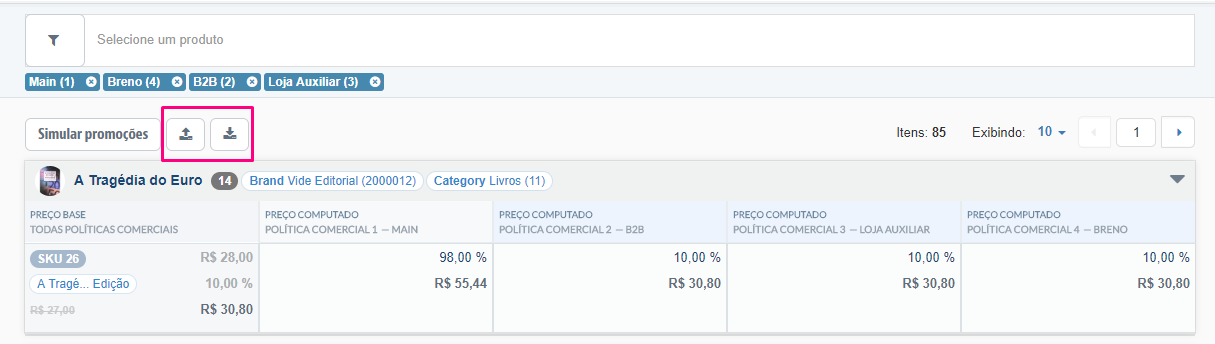 Selecione um produto
Main (1) Breno (4) B2B (2) Loja Auxiliar (3)
Simular promoções Itens: 85 Exibindo: 10 1
A Tragédia do Euro 14 Brand Vide Editorial (2000012) Category Livros (11)
PREÇO BASE PREÇO COMPUTADO PREÇO COMPUTADO PREÇO COMPUTADO PREÇO COMPUTADO
TODAS POLÍTICAS COMERCIAIS POLÍTICA COMERCIAL 1 — MAIN POLÍTICA COMERCIAL 2 — B2B POLÍTICA COMERCIAL 3 — LOJA AUXILIAR POLÍTICA COMERCIAL 4 — BRENO
SKU 26 R$ 28,00 98,00 % 10,00 % 10,00 % 10,00 %
A Tragé... Edição 10,00 % R$ 55,44 R$ 30,80 R$ 30,80 R$ 30,80
R$ 27,00 R$ 30,80